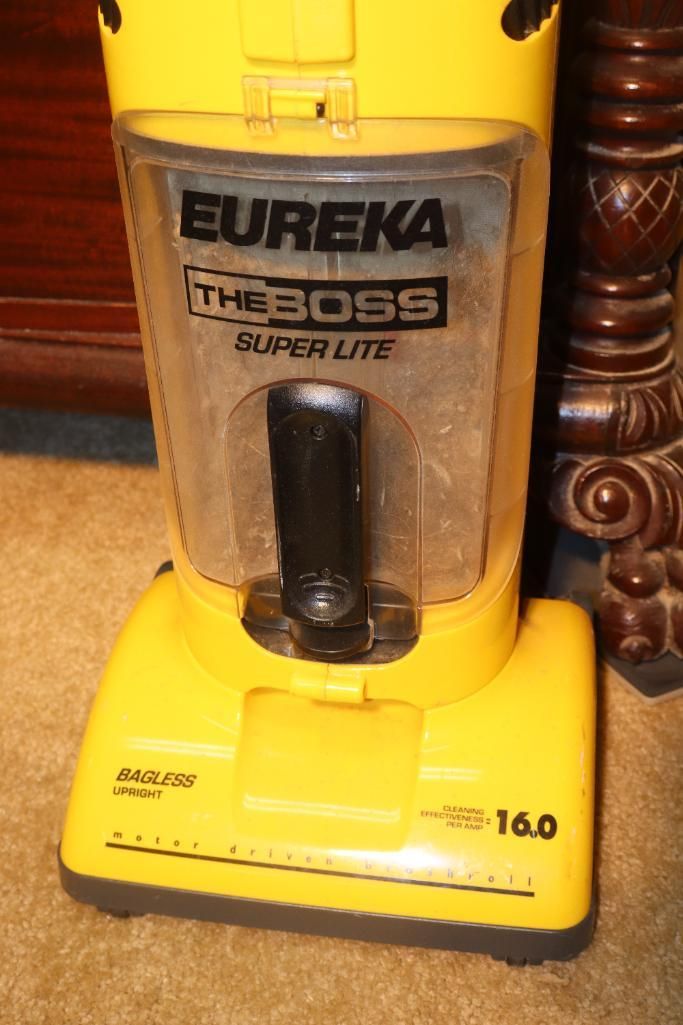 EUREKA
THE BOSS
SUPER LITE
BAGLESS
UPRIGHT
CLEANING
EFFECTIVENESS
PER AMP = 16.0
motor driven brushroll